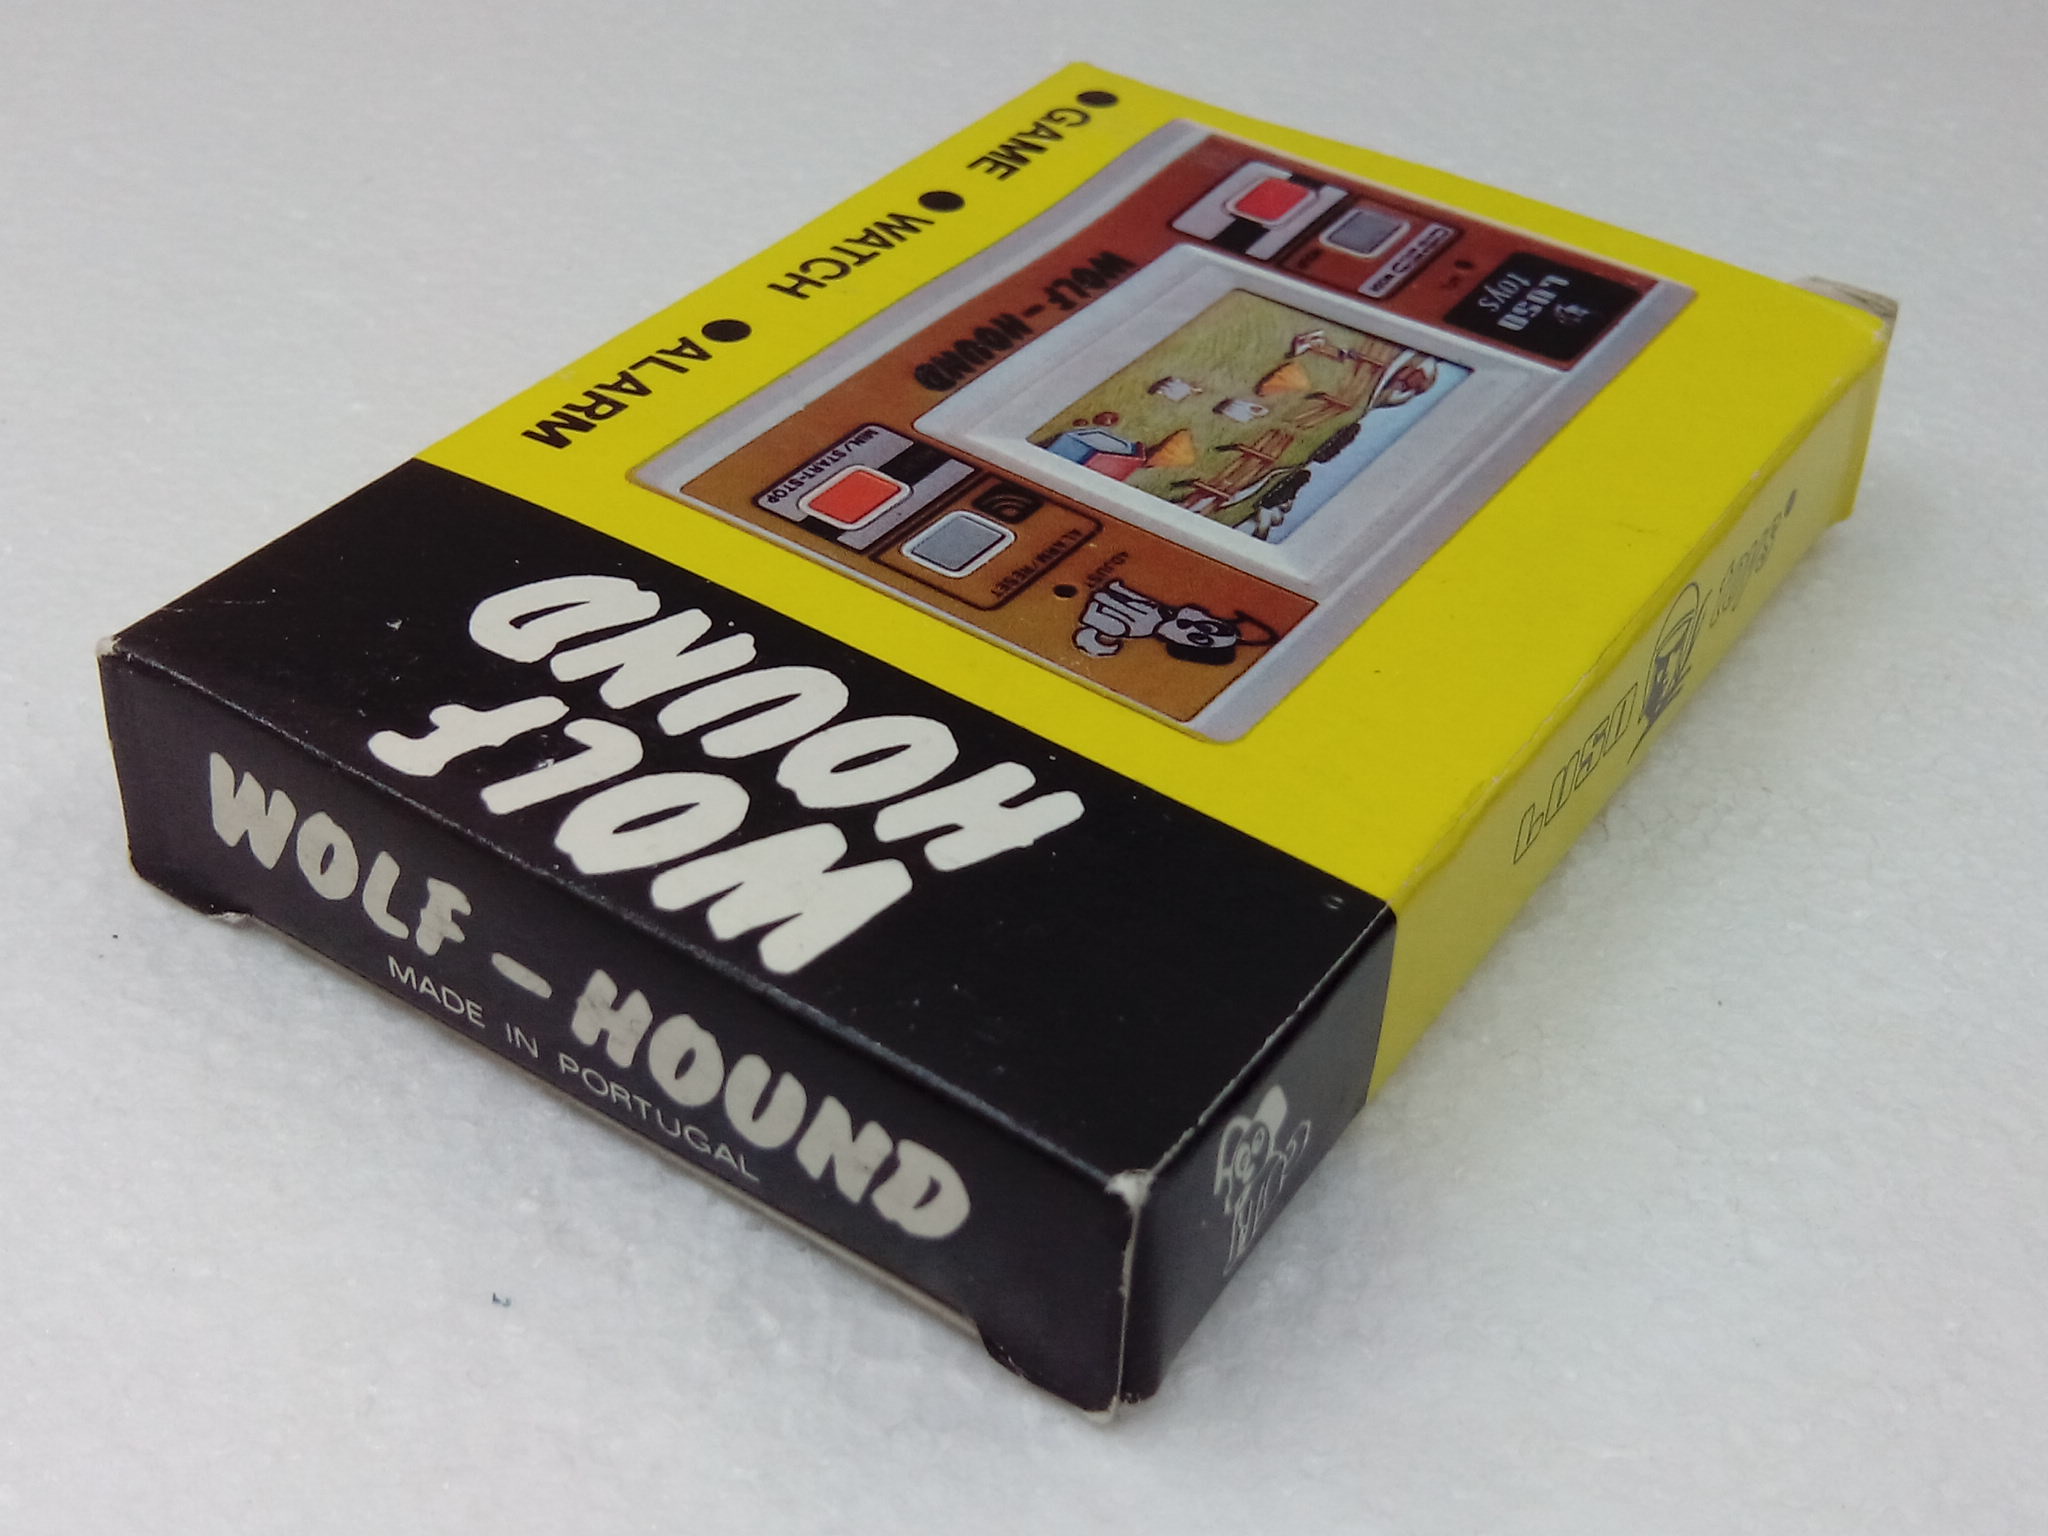 ● GAME ● WATCH ● ALARM
WOLF - HOUND
LUSO
toys
MIN./START-STOP
ALARM/RESET
ADJUST
WOLF
HOUND
WOLF - HOUND
MADE IN PORTUGAL
LUSO toys